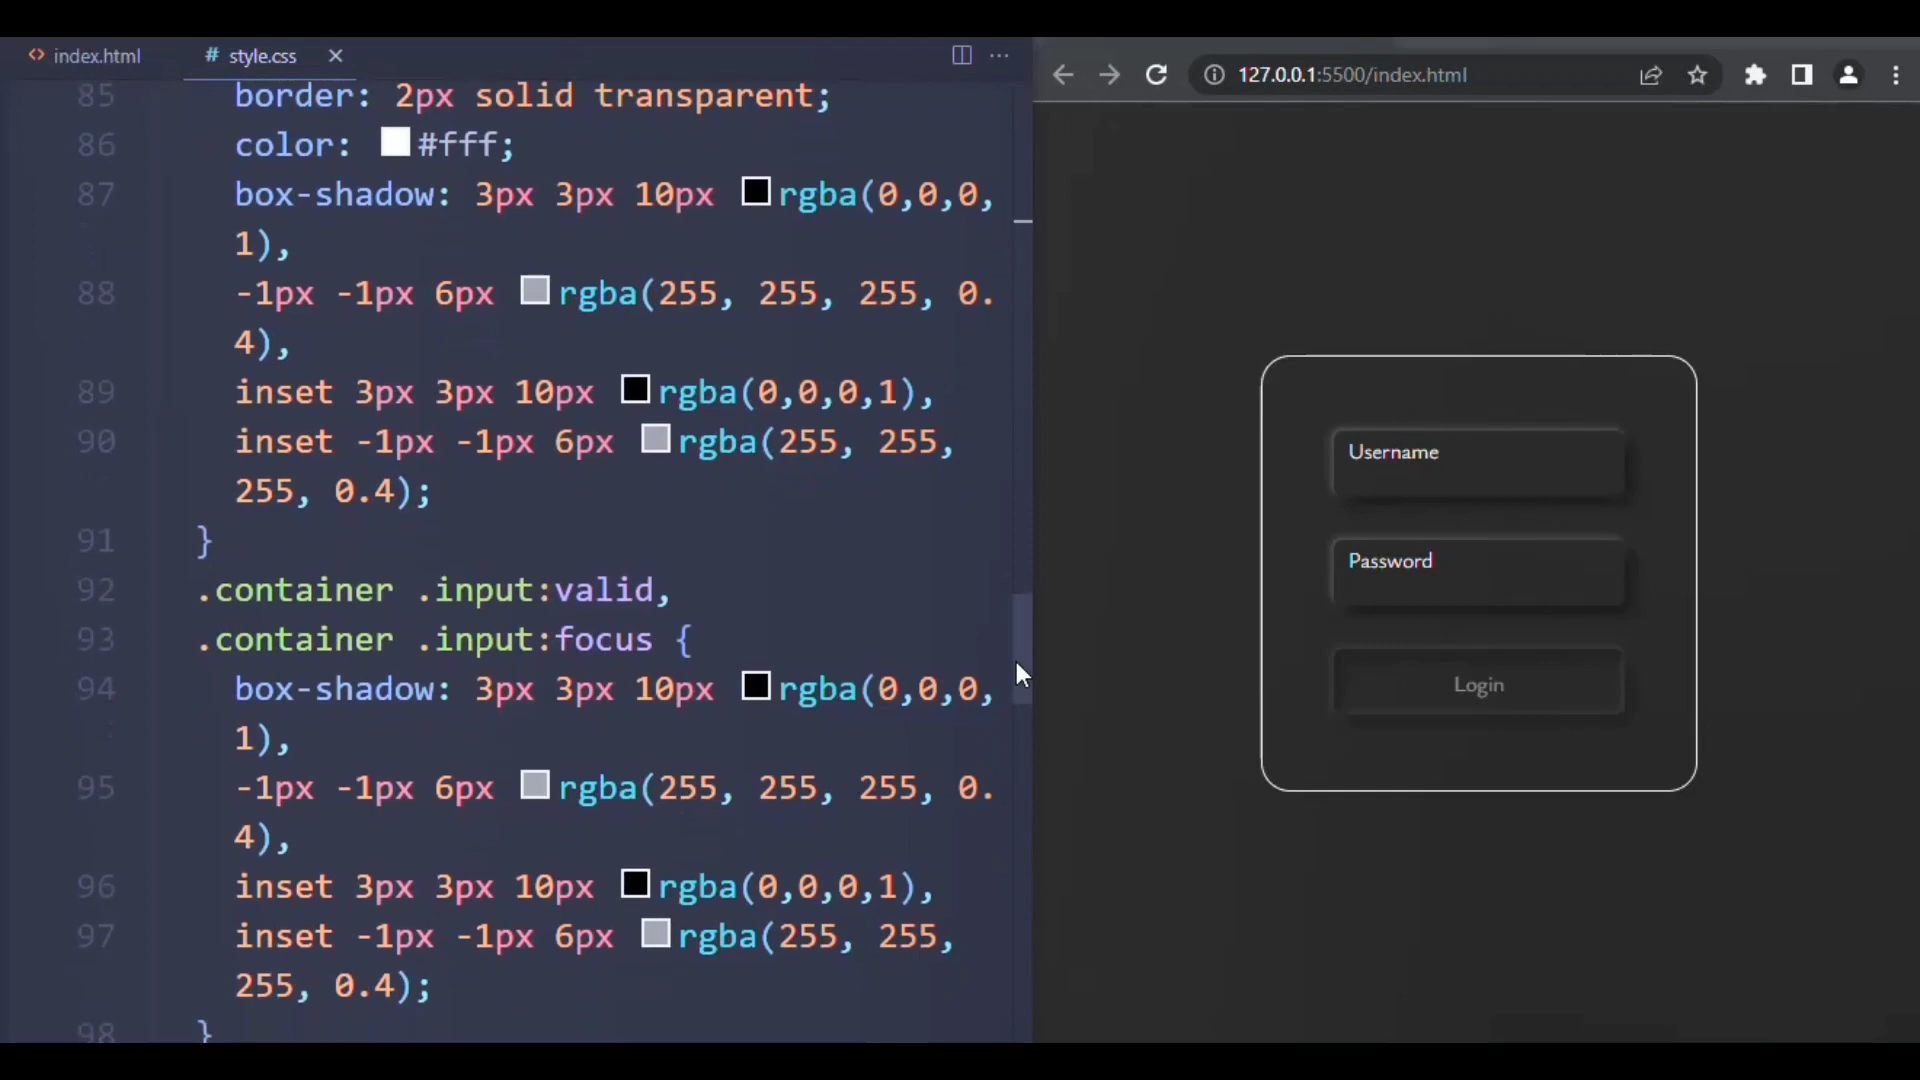 index.html
# style.css
127.0.0.1:5500/index.html
85 border: 2px solid transparent;
86 color: #fff;
87 box-shadow: 3px 3px 10px rgba(0,0,0,
1),
88 -1px -1px 6px rgba(255, 255, 255, 0.
4),
89 inset 3px 3px 10px rgba(0,0,0,1),
90 inset -1px -1px 6px rgba(255, 255,
255, 0.4);
91 }
92 .container .input:valid,
93 .container .input:focus {
94 box-shadow: 3px 3px 10px rgba(0,0,0,
1),
95 -1px -1px 6px rgba(255, 255, 255, 0.
4),
96 inset 3px 3px 10px rgba(0,0,0,1),
97 inset -1px -1px 6px rgba(255, 255,
255, 0.4);
98 }
Username
Password
Login